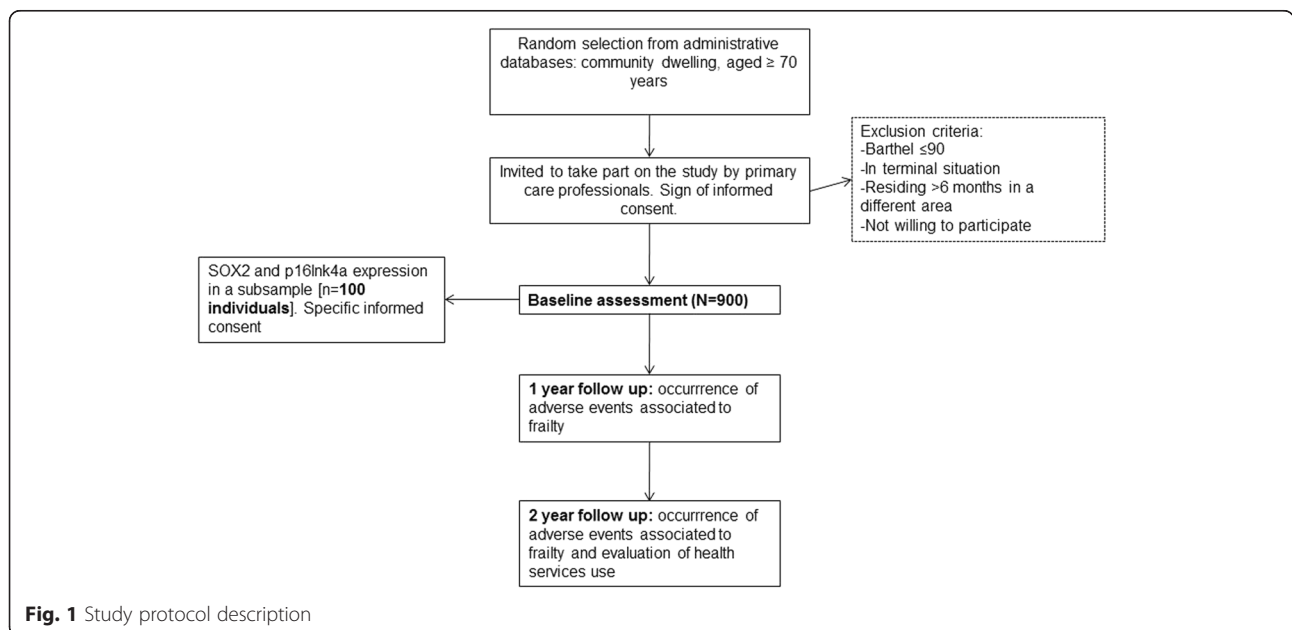 Random selection from administrative
databases: community dwelling, aged ≥ 70
years
Invited to take part on the study by primary
care professionals. Sign of informed
consent.
Exclusion criteria:
-Barthel ≤90
-In terminal situation
-Residing >6 months in a
different area
-Not willing to participate
SOX2 and p16Ink4a expression
in a subsample [n=100
individuals]. Specific informed
consent
Baseline assessment (N=900)
1 year follow up: occurrrence of
adverse events associated to
frailty
2 year follow up: occurrrence of
adverse events associated to
frailty and evaluation of health
services use
Fig. 1 Study protocol description